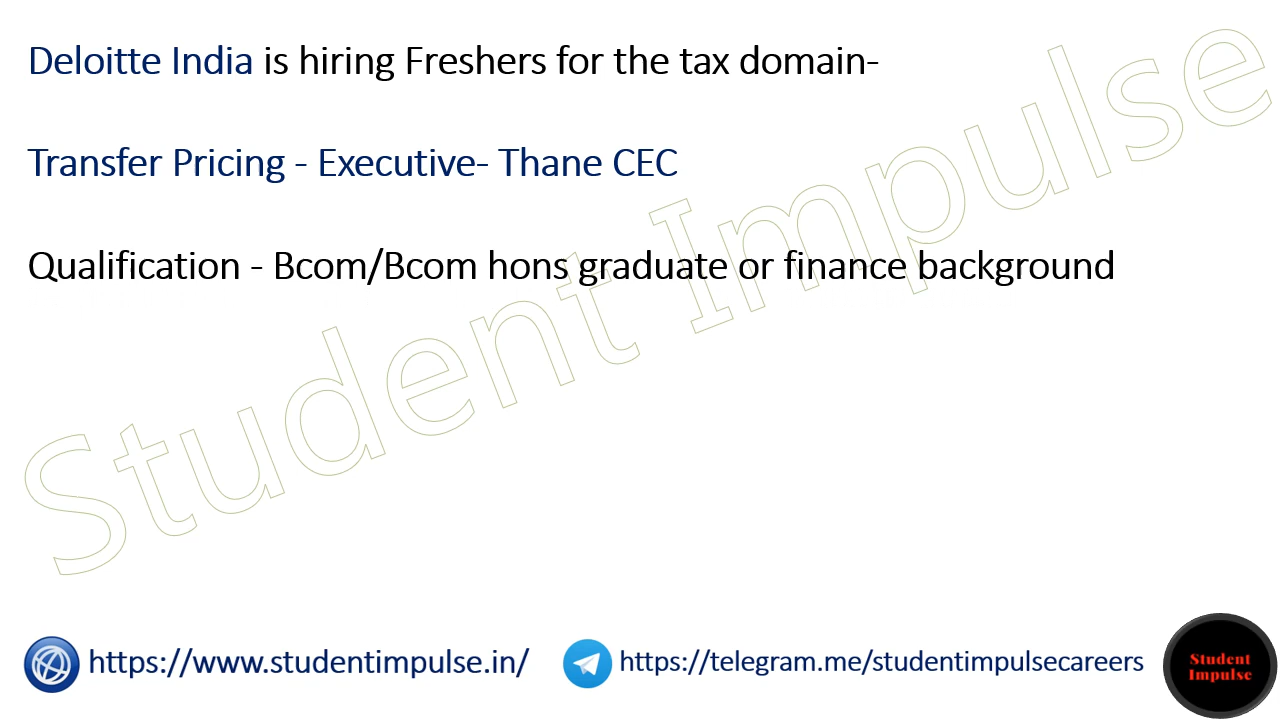 Deloitte India is hiring Freshers for the tax domain-
Transfer Pricing - Executive- Thane CEC
Qualification - Bcom/Bcom hons graduate or finance background
Student Impulse
https://www.studentimpulse.in/
https://telegram.me/studentimpulsecareers
Student
Impulse